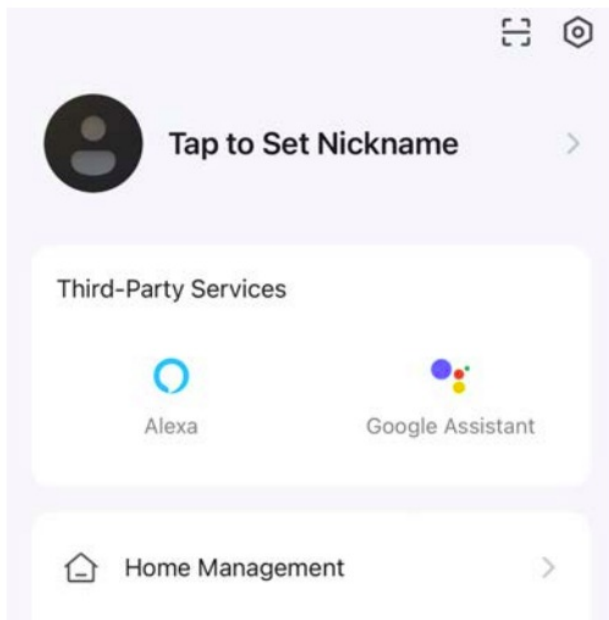 Tap to Set Nickname
Third-Party Services
Alexa
Google Assistant
Home Management